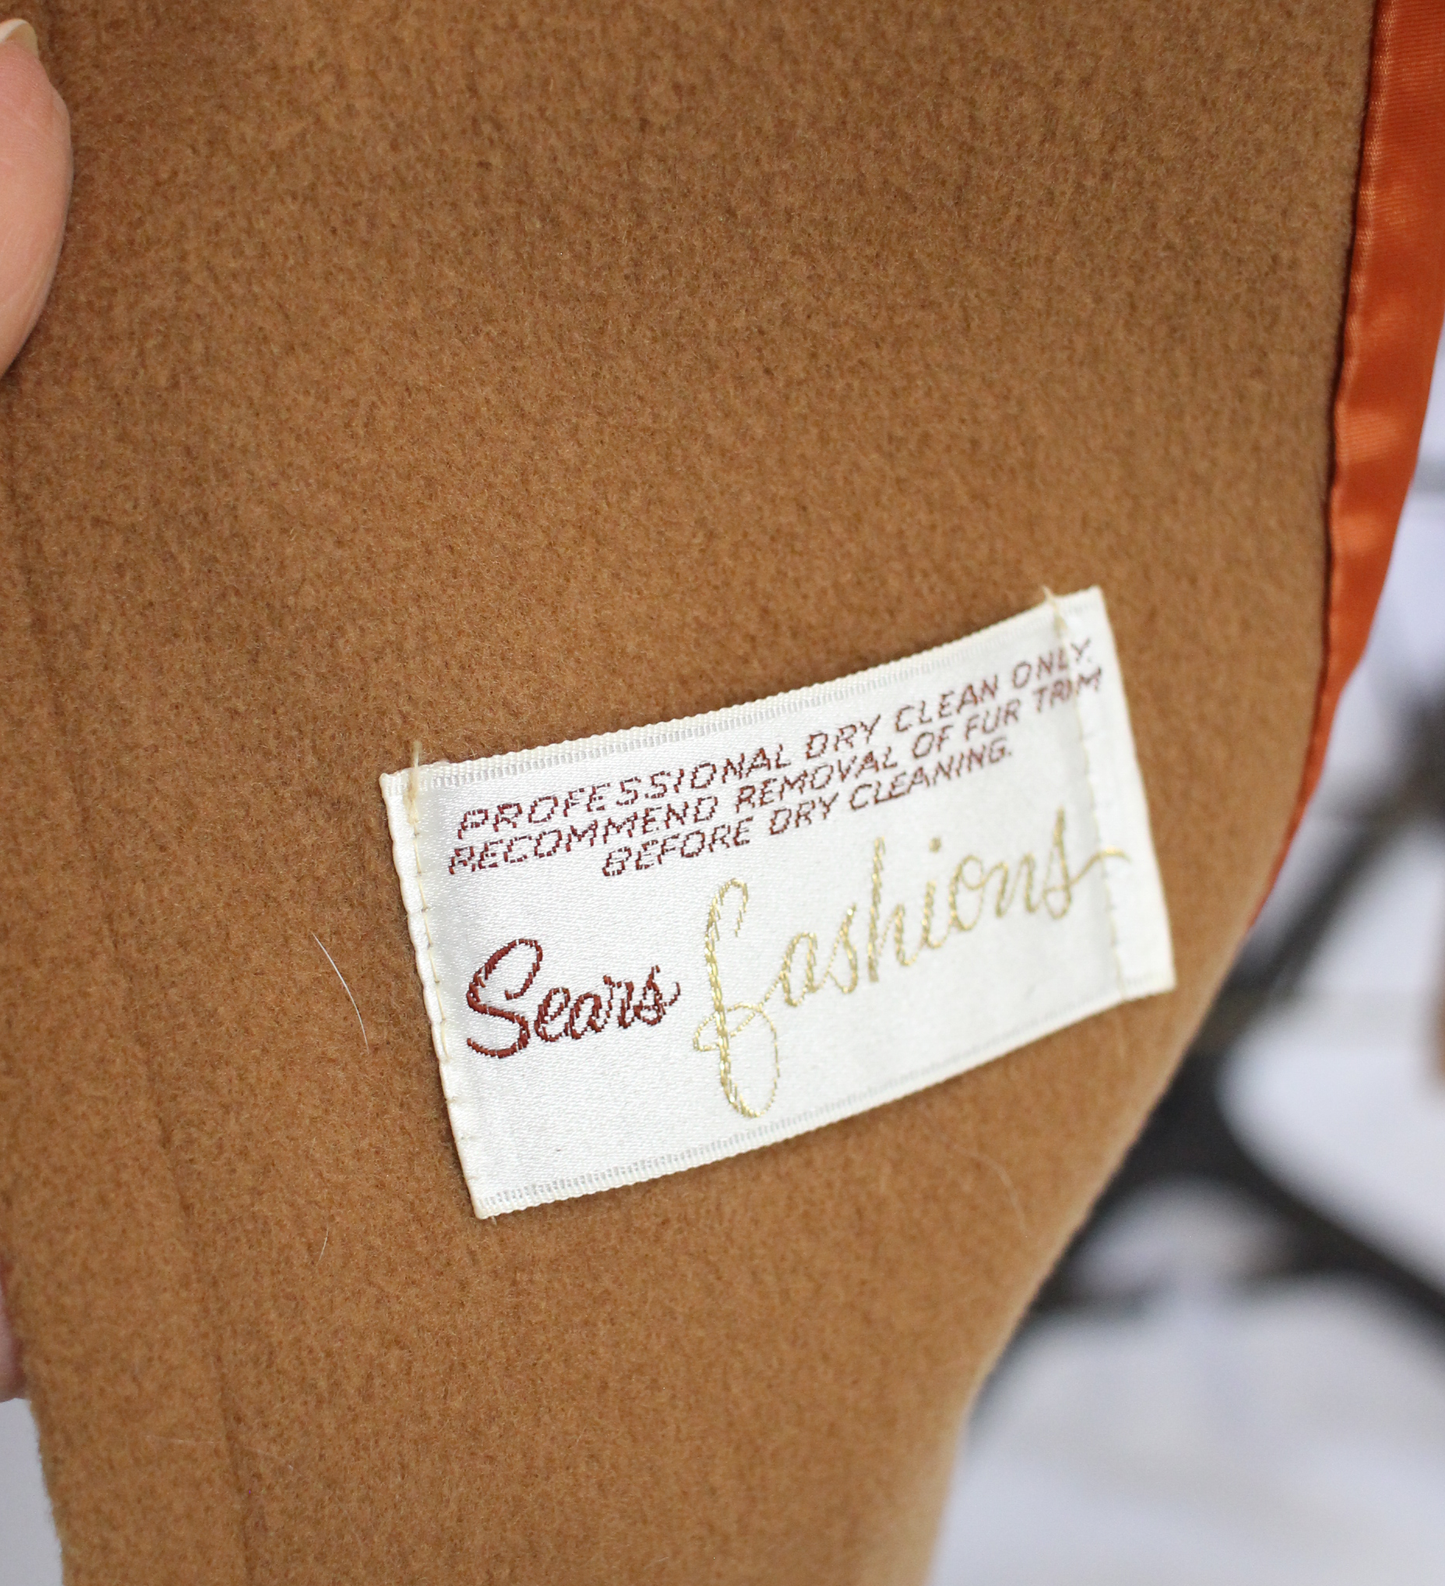 PROFESSIONAL DRY CLEAN ONLY.
RECOMMEND REMOVAL OF FUR TRIM
BEFORE DRY CLEANING.
Sears fashions